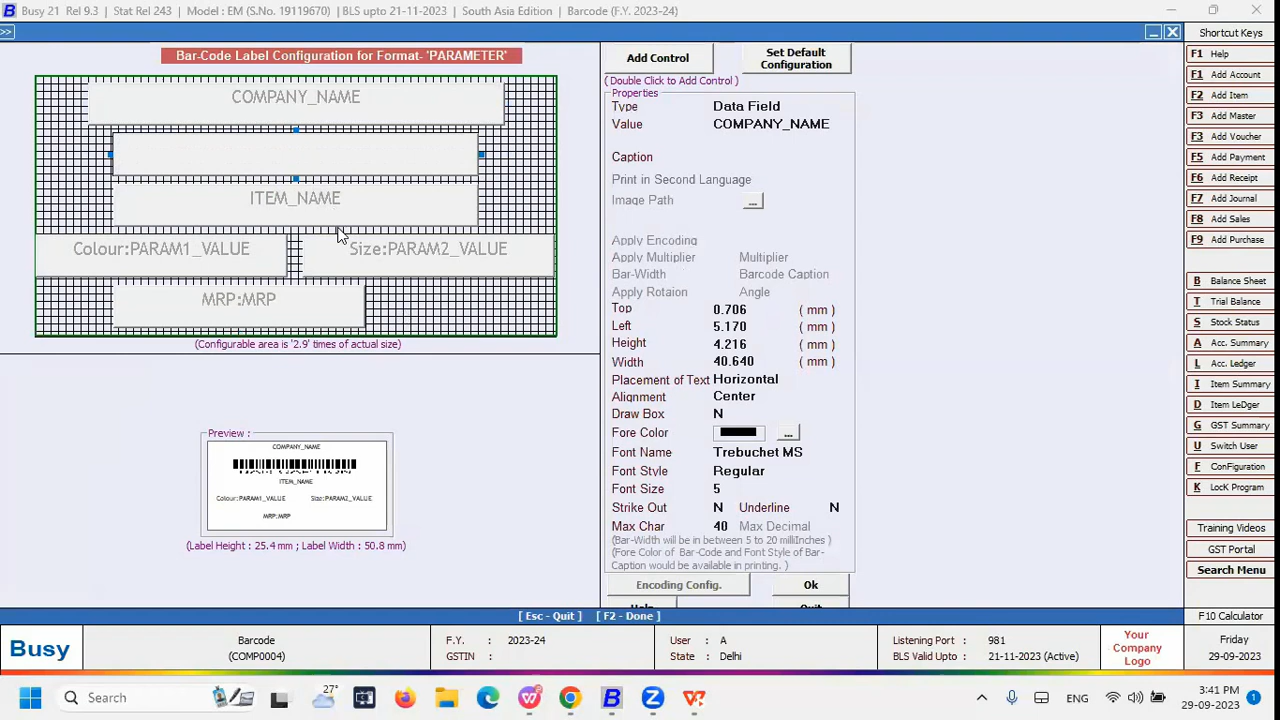 Busy 21 Rel 9.3 | Stat Rel 243 | Model : EM (S.No. 19119670) | BLS upto 21-11-2023 | South Asia Edition | Barcode (F.Y. 2023-24)
>>
Shortcut Keys
Bar-Code Label Configuration for Format- 'PARAMETER'
Add Control
Set Default Configuration
( Double Click to Add Control )
COMPANY_NAME
ITEM_NAME
Colour:PARAM1_VALUE
Size:PARAM2_VALUE
MRP:MRP
(Configurable area is '2.9' times of actual size)
Preview :
COMPANY_NAME
ITEM_NAME
Colour:PARAM1_VALUE Size:PARAM2_VALUE
MRP:MRP
(Label Height : 25.4 mm ; Label Width : 50.8 mm)
Properties
Type Data Field
Value COMPANY_NAME
Caption
Print in Second Language
Image Path ...
Apply Encoding
Apply Multiplier Multiplier
Bar-Width Barcode Caption
Apply Rotaion Angle
Top 0.706 ( mm )
Left 5.170 ( mm )
Height 4.216 ( mm )
Width 40.640 ( mm )
Placement of Text Horizontal
Alignment Center
Draw Box N
Fore Color ...
Font Name Trebuchet MS
Font Style Regular
Font Size 5
Strike Out N Underline N
Max Char 40 Max Decimal
(Bar-Width will be in between 5 to 20 milliInches )
(Fore Color of Bar-Code and Font Style of Bar-
Caption would be available in printing. )
Encoding Config. Ok
Help Quit
F1 Help
F1 Add Account
F2 Add Item
F3 Add Master
F3 Add Voucher
F5 Add Payment
F6 Add Receipt
F7 Add Journal
F8 Add Sales
F9 Add Purchase
B Balance Sheet
T Trial Balance
S Stock Status
A Acc. Summary
L Acc. Ledger
I Item Summary
D Item LeDger
G GST Summary
U Switch User
F ConFiguration
K LocK Program
Training Videos
GST Portal
Search Menu
[ Esc - Quit ] [ F2 - Done ]
F10 Calculator
Busy
Barcode
(COMP0004)
F.Y. : 2023-24
GSTIN :
User : A
State : Delhi
Listening Port : 981
BLS Valid Upto : 21-11-2023 (Active)
Your
Company
Logo
Friday
29-09-2023
Search
27°
ENG
3:41 PM
29-09-2023
1